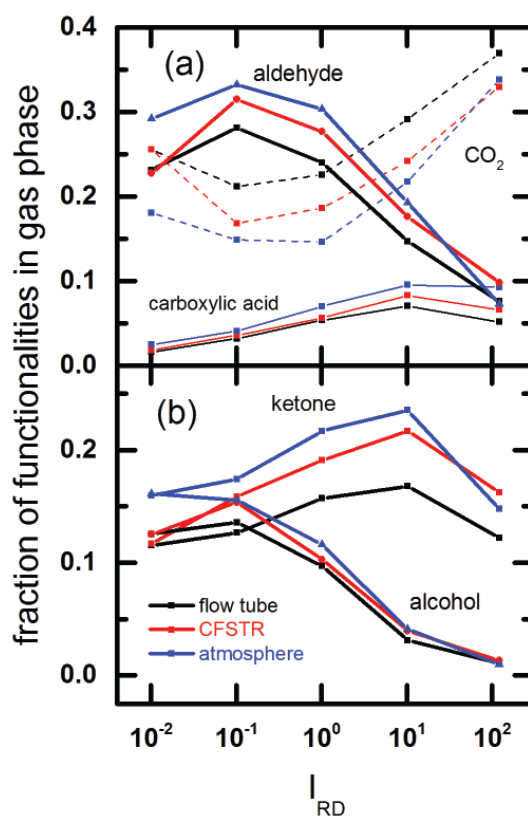 0.4
(a)
aldehyde
0.3
CO2
0.2
0.1
carboxylic acid
0.0
(b)
ketone
0.2
0.1
alcohol
flow tube
CFSTR
atmosphere
0.0
10-2 10-1 100 101 102
IRD
fraction of functionalities in gas phase